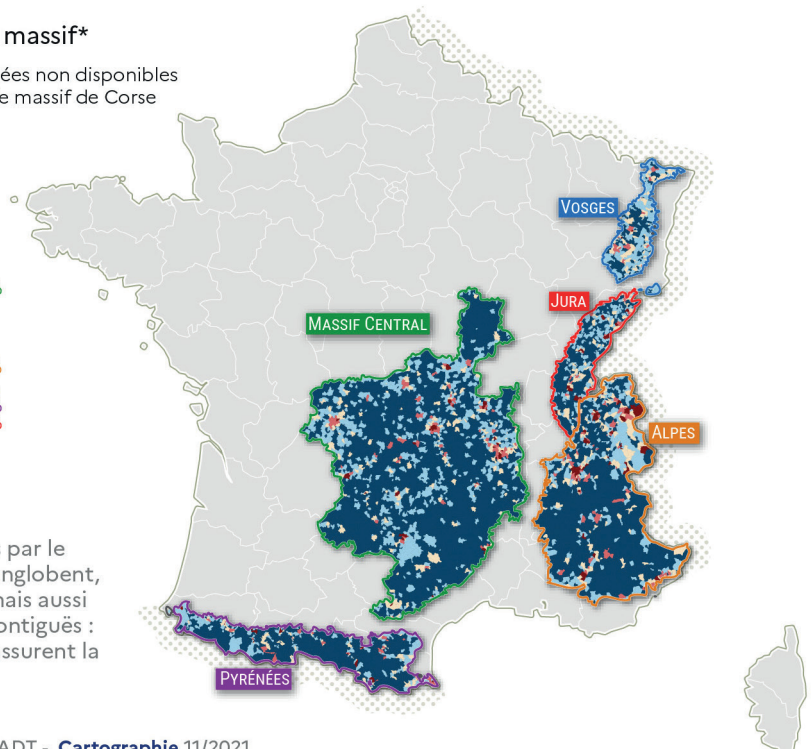 massif*
ées non disponibles
e massif de Corse
VOSGES
JURA
MASSIF CENTRAL
ALPES
par le
nglobent,
nais aussi
ontiguës :
ssurent la
PYRÉNÉES
ADT - Cartographie 11/2021